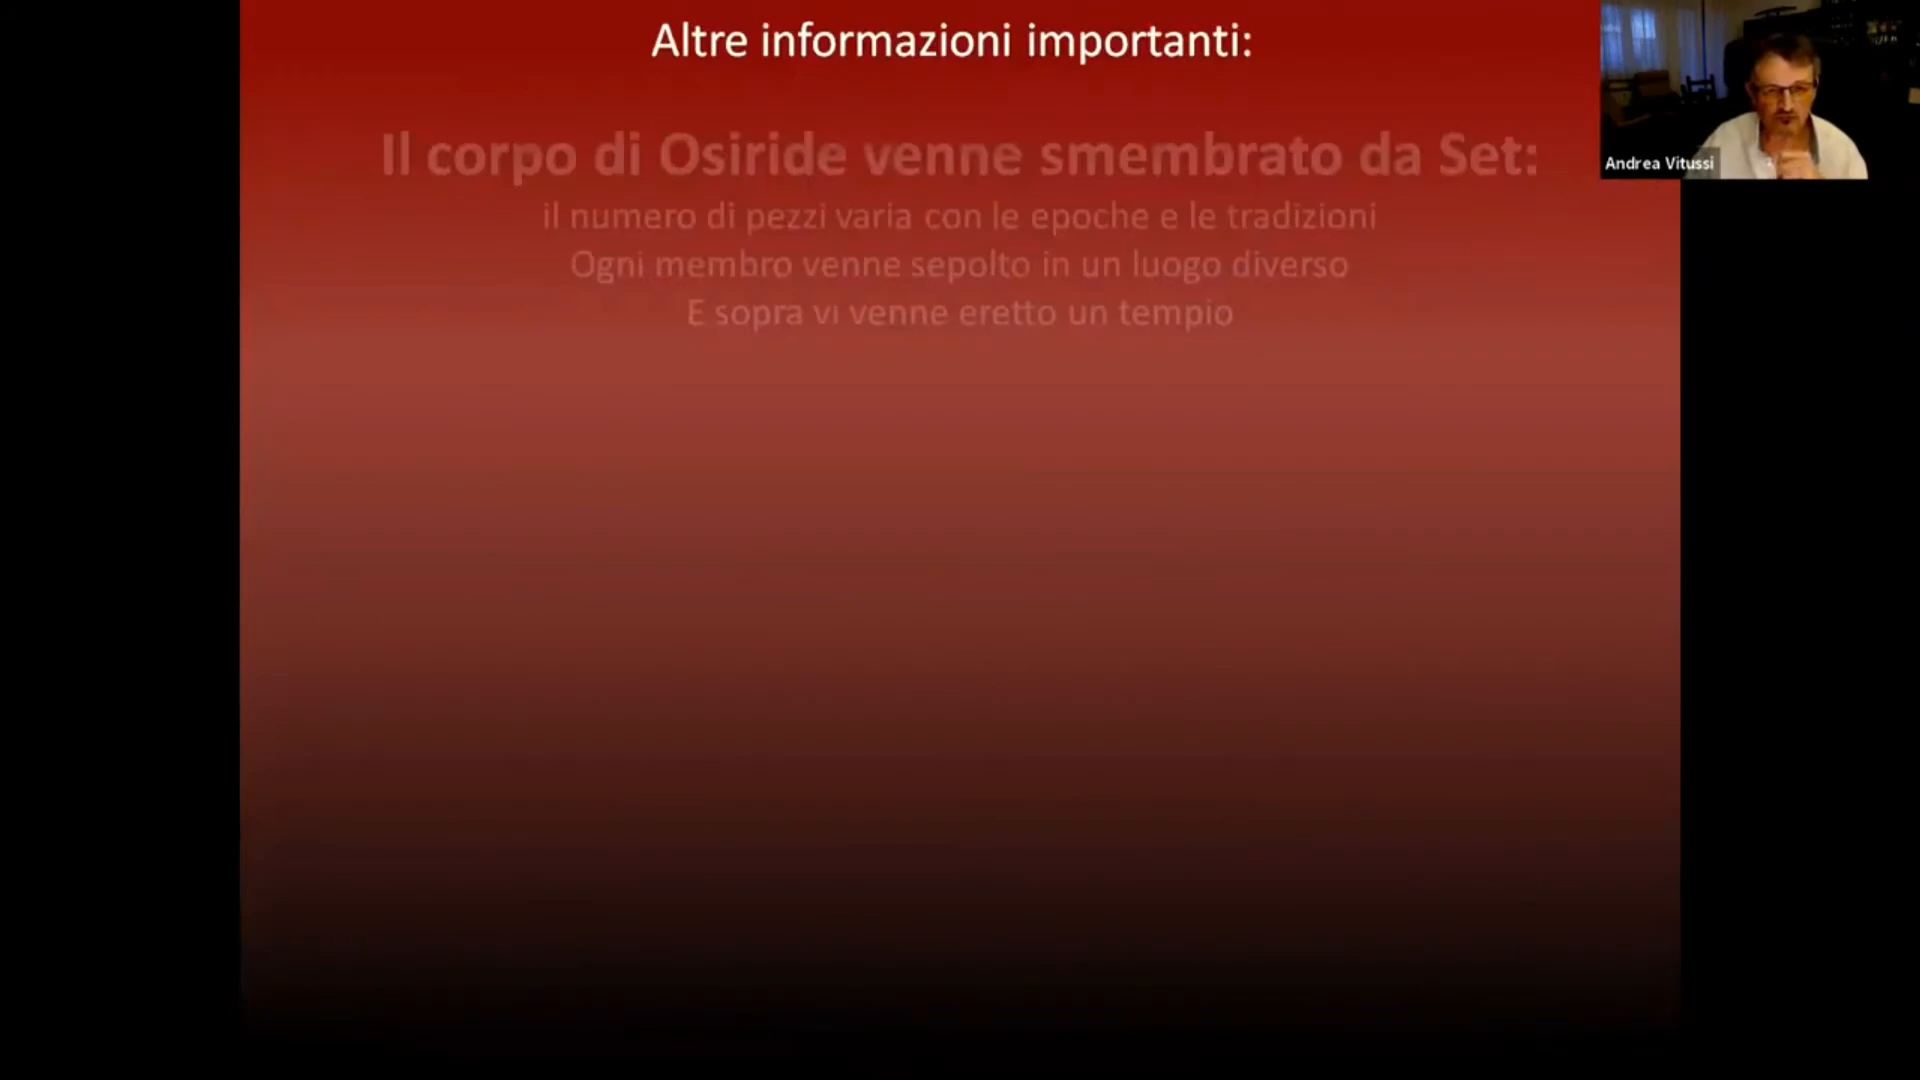 Altre informazioni importanti:
Il corpo di Osiride venne smembrato da Set:
il numero di pezzi varia con le epoche e le tradizioni
Ogni membro venne sepolto in un luogo diverso
E sopra vi venne eretto un tempio
Andrea Vitussi